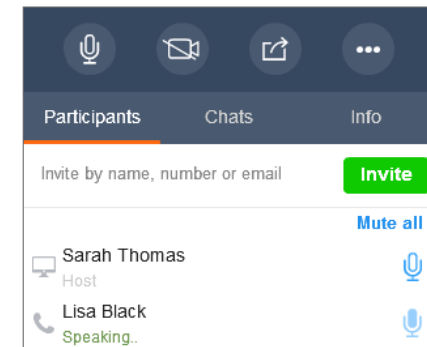 Participants Chats Info
Invite by name, number or email Invite
Mute all
Sarah Thomas
Host
Lisa Black
Speaking..